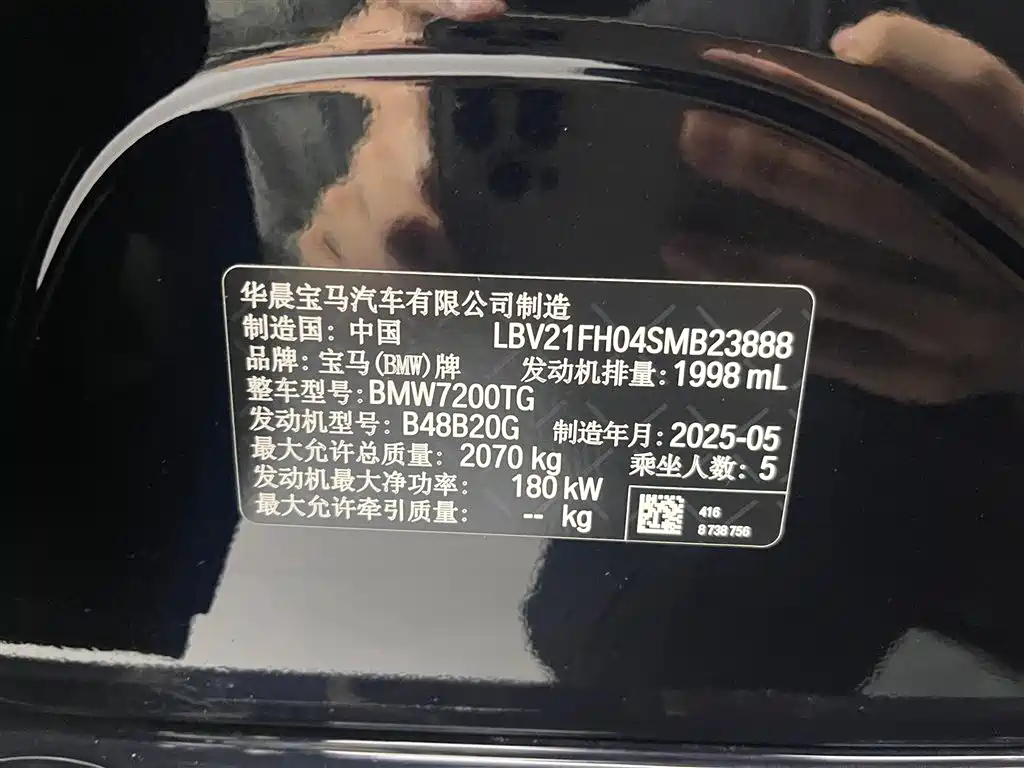 华晨宝马汽车有限公司制造
制造国: 中国 LBV21FH04SMB23888
品牌: 宝马(BMW)牌 发动机排量: 1998 mL
整车型号: BMW7200TG
发动机型号: B48B20G 制造年月: 2025-05
最大允许总质量: 2070 kg 乘坐人数: 5
发动机最大净功率: 180 kW
最大允许牵引质量: -- kg
416
8 738 756